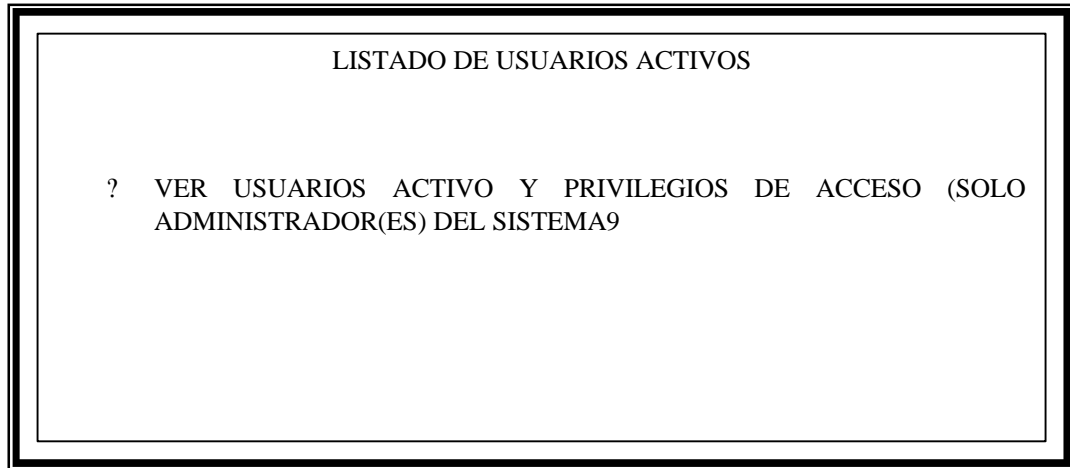 LISTADO DE USUARIOS ACTIVOS
? VER USUARIOS ACTIVO Y PRIVILEGIOS DE ACCESO (SOLO
ADMINISTRADOR(ES) DEL SISTEMA9